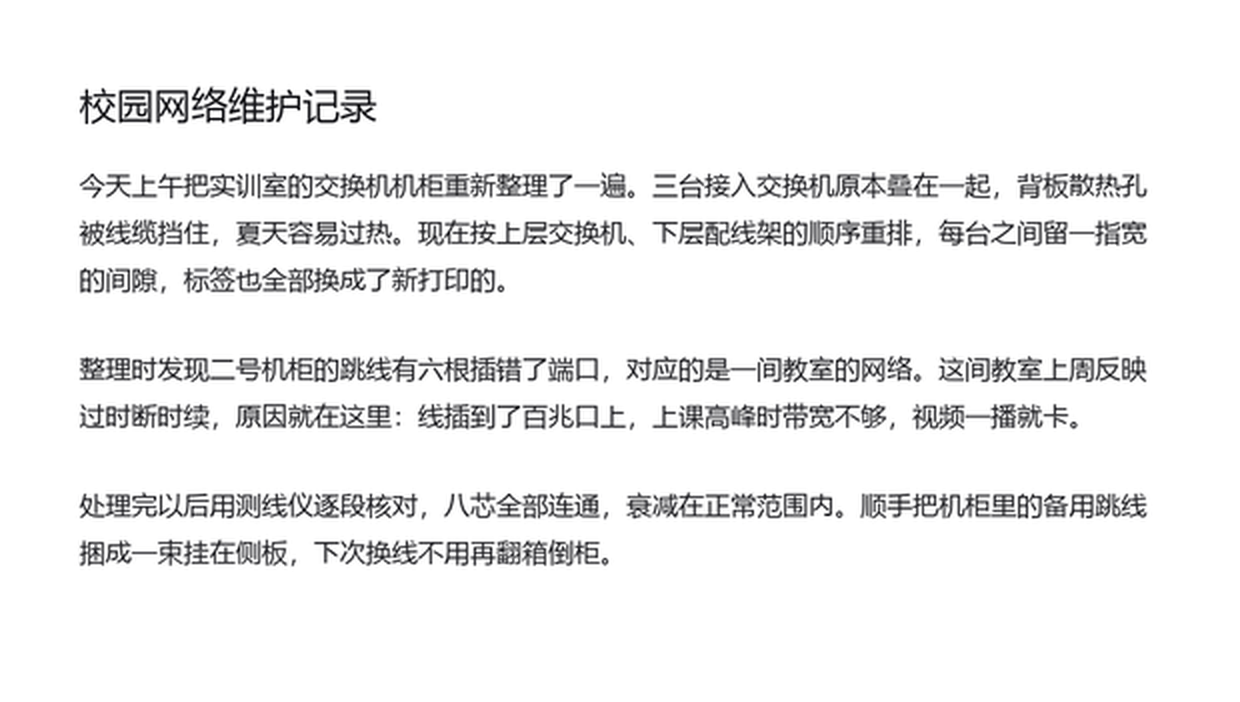 校园网络维护记录
今天上午把实训室的交换机机柜重新整理了一遍。三台接入交换机原本叠在一起，背板散热孔
被线缆挡住，夏天容易过热。现在按上层交换机、下层配线架的顺序重排，每台之间留一指宽
的间隙，标签也全部换成了新打印的。
整理时发现二号机柜的跳线有六根插错了端口，对应的是一间教室的网络。这间教室上周反映
过时断时续，原因就在这里：线插到了百兆口上，上课高峰时带宽不够，视频一播就卡。
处理完以后用测线仪逐段核对，八芯全部连通，衰减在正常范围内。顺手把机柜里的备用跳线
捆成一束挂在侧板，下次换线不用再翻箱倒柜。